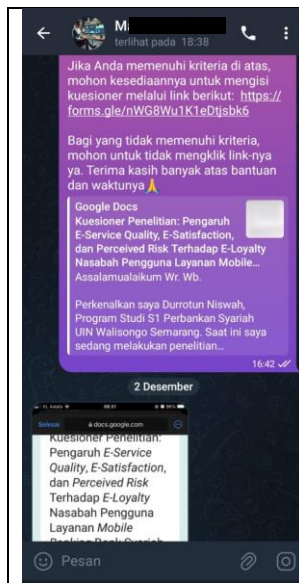 M
terlihat pada 18:38
Jika Anda memenuhi kriteria di atas,
mohon kesediaannya untuk mengisi
kuesioner melalui link berikut: https://
forms.gle/nWG8Wu1K1eDtjsbk6
Bagi yang tidak memenuhi kriteria,
mohon untuk tidak mengklik link-nya
ya. Terima kasih banyak atas bantuan
dan waktunya🙏
Google Docs
Kuesioner Penelitian: Pengaruh
E-Service Quality, E-Satisfaction,
dan Perceived Risk Terhadap E-Loyalty
Nasabah Pengguna Layanan Mobile...
Assalamualaikum Wr. Wb.
Perkenalkan saya Durrotun Niswah,
Program Studi S1 Perbankan Syariah
UIN Walisongo Semarang. Saat ini saya
sedang melakukan penelitian...
16:42
2 Desember
Selesai
docs.google.com
Kuesioner Penelitian:
Pengaruh E-Service
Quality, E-Satisfaction,
dan Perceived Risk
Terhadap E-Loyalty
Nasabah Pengguna
Layanan Mobile
Pesan